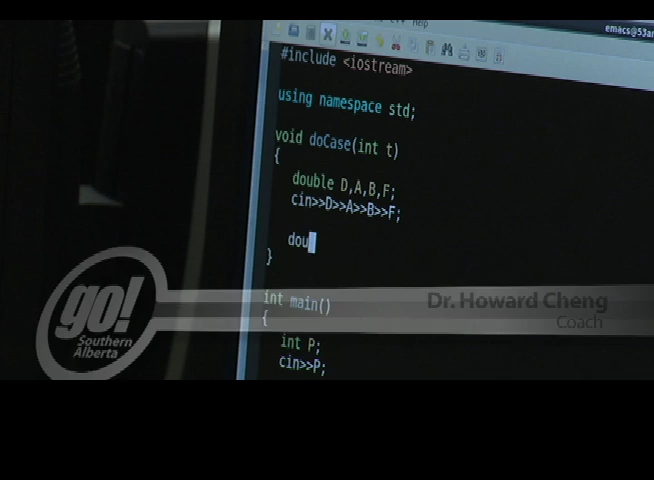 Help
emacs@53a
#include <iostream>
using namespace std;
void doCase(int t)
{
double D,A,B,F;
cin>>D>>A>>B>>F;
dou
}
int main()
{
int P;
cin>>P;
go!
Southern
Alberta
Dr. Howard Cheng
Coach